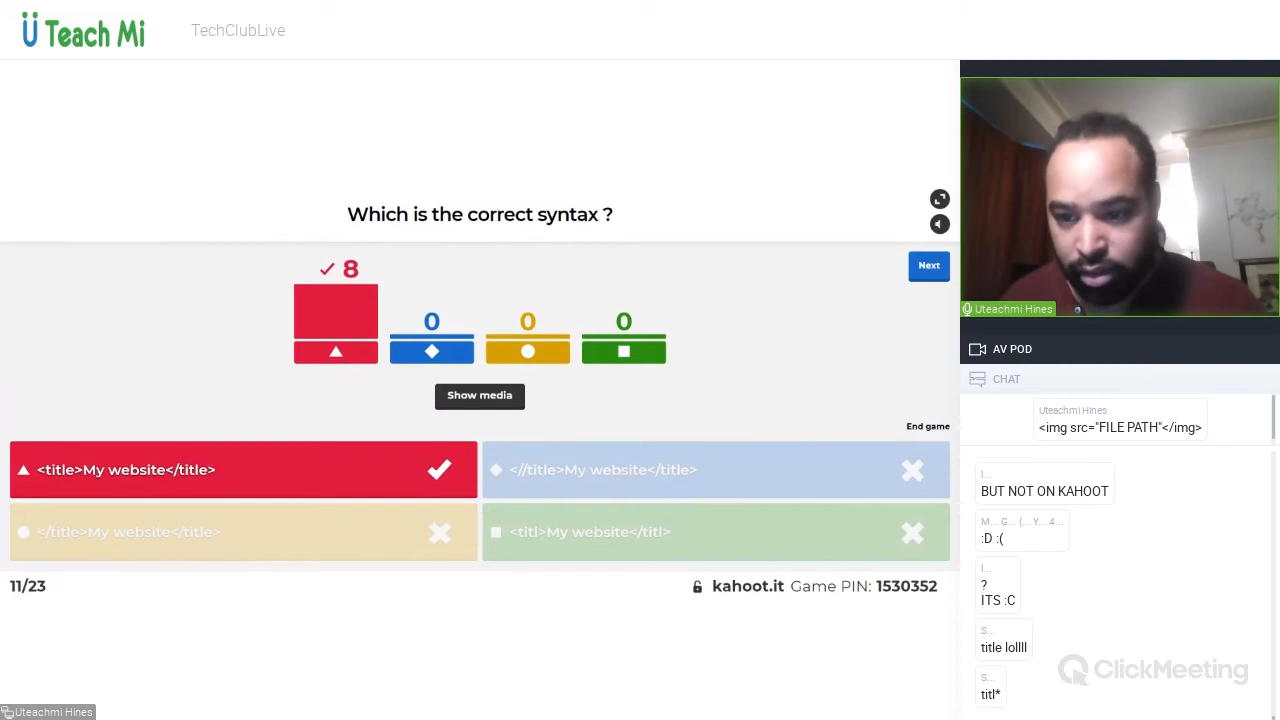 Ü Teach Mi
TechClubLive
Which is the correct syntax ?
8
0
0
0
Next
Show media
End game
<title>My website</title>
<//title>My website</title>
</title>My website</title>
<titl>My website</titl>
11/23
kahoot.it Game PIN: 1530352
Uteachmi Hines
Uteachmi Hines
AV POD
CHAT
Uteachmi Hines
<img src="FILE PATH"</img>
I...
BUT NOT ON KAHOOT
M... G... (... Y... 4...
:D :(
I...
?
ITS :C
S...
title lollll
S...
titl*
ClickMeeting